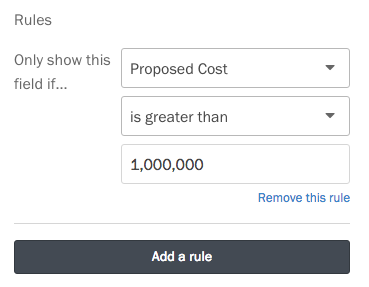 Rules
Only show this
field if...
Proposed Cost
is greater than
1,000,000
Remove this rule
Add a rule